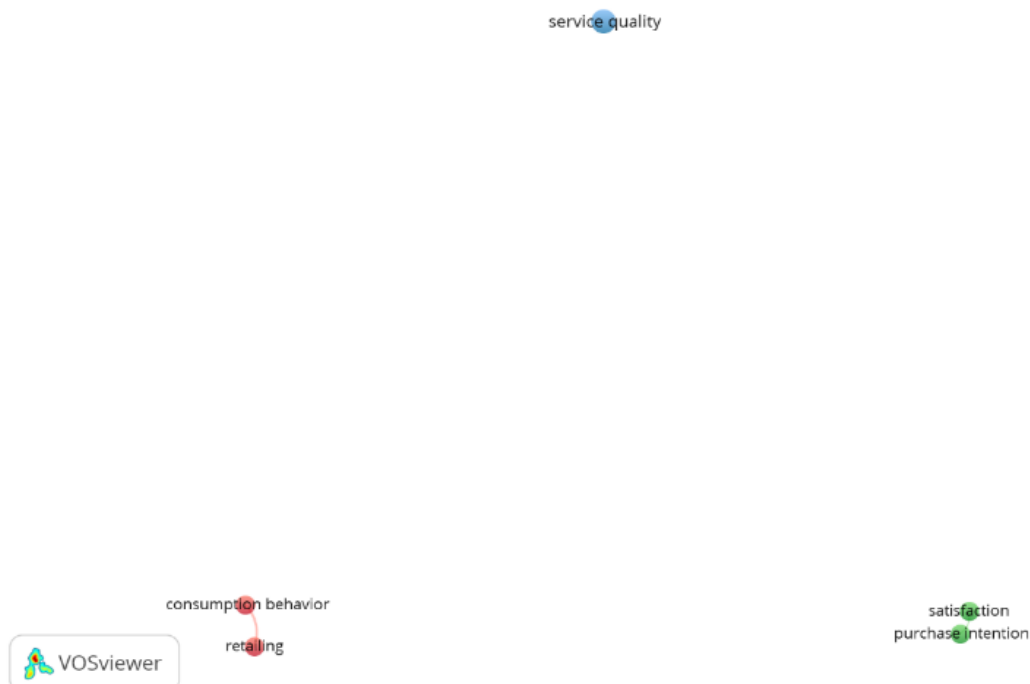 service quality
consumption behavior
retailing
satisfaction
purchase intention
VOSviewer